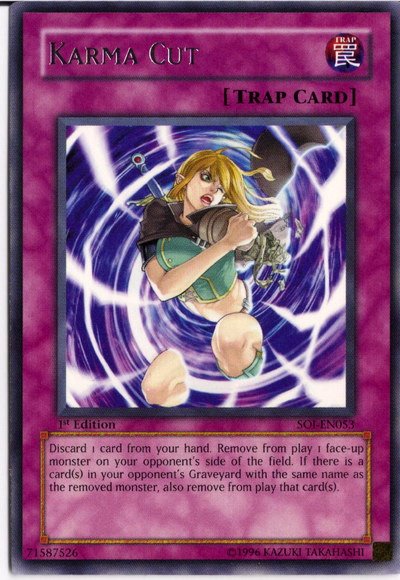 KARMA CUT
TRAP
罠
[TRAP CARD]
1st Edition
SOI-EN053
Discard 1 card from your hand. Remove from play 1 face-up
monster on your opponent's side of the field. If there is a
card(s) in your opponent's Graveyard with the same name
as the removed monster, also remove from play that card(s).
71587526
©1996 KAZUKI TAKAHASHI